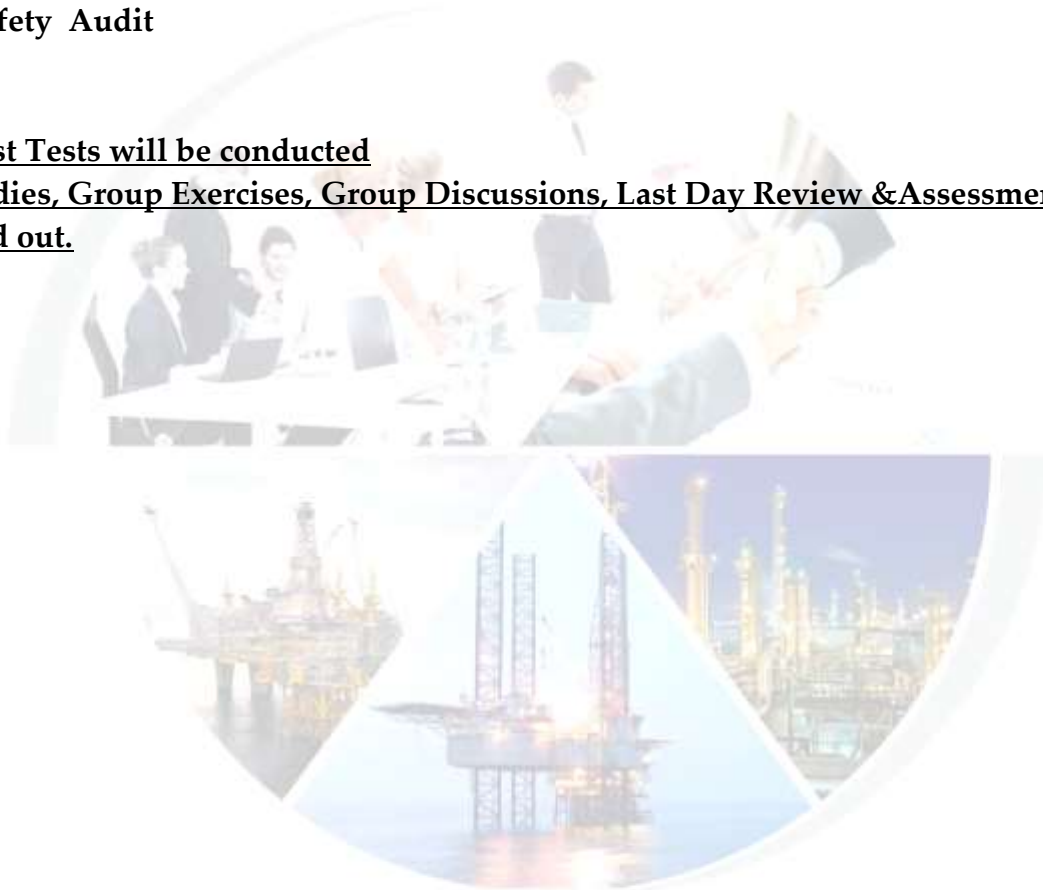 fety Audit
st Tests will be conducted
dies, Group Exercises, Group Discussions, Last Day Review &Assessmen
d out.